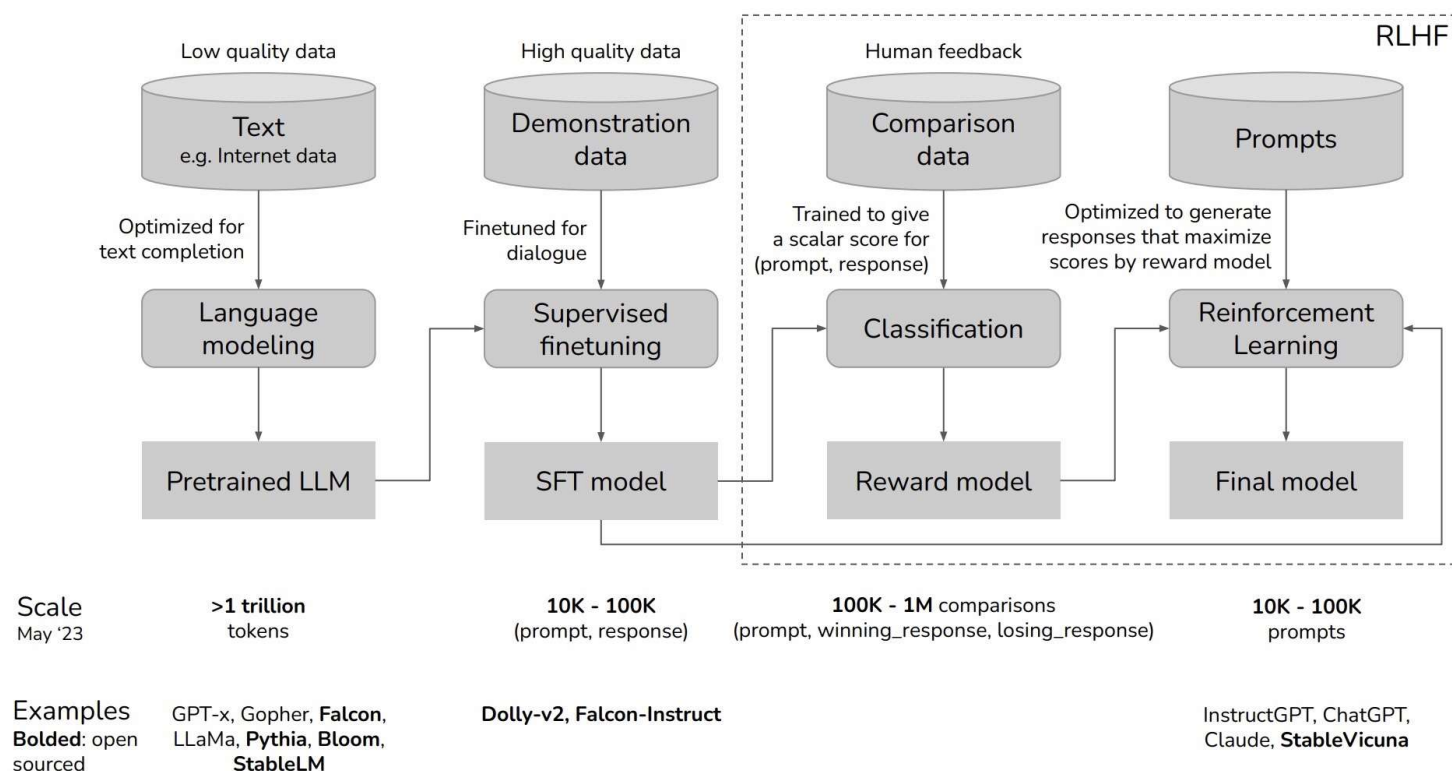 RLHF
Low quality data
High quality data
Human feedback
Text
e.g. Internet data
Demonstration
data
Comparison
data
Prompts
Optimized for
text completion
Finetuned for
dialogue
Trained to give
a scalar score for
(prompt, response)
Optimized to generate
responses that maximize
scores by reward model
Language
modeling
Supervised
finetuning
Classification
Reinforcement
Learning
Pretrained LLM
SFT model
Reward model
Final model
Scale
May ‘23
>1 trillion
tokens
10K - 100K
(prompt, response)
100K - 1M comparisons
(prompt, winning_response, losing_response)
10K - 100K
prompts
Examples
Bolded: open
sourced
GPT-x, Gopher, Falcon,
LLaMa, Pythia, Bloom,
StableLM
Dolly-v2, Falcon-Instruct
InstructGPT, ChatGPT,
Claude, StableVicuna